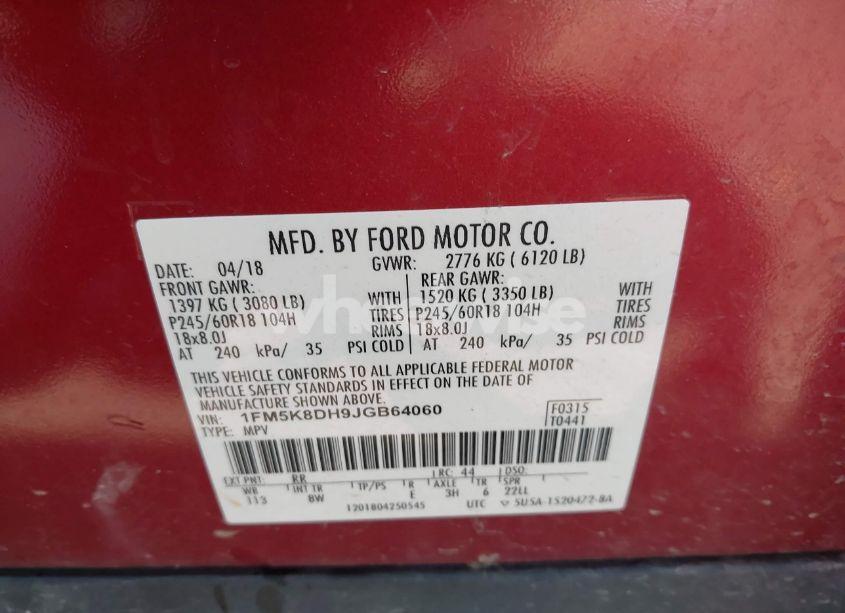 MFD. BY FORD MOTOR CO.
DATE: 04/18 GVWR: 2776 KG ( 6120 LB)
FRONT GAWR: REAR GAWR:
1397 KG ( 3080 LB) WITH 1520 KG ( 3350 LB) WITH
P245/60R18 104H TIRES P245/60R18 104H TIRES
18x8.0J RIMS 18x8.0J RIMS
AT 240 kPa/ 35 PSI COLD AT 240 kPa/ 35 PSI COLD
THIS VEHICLE CONFORMS TO ALL APPLICABLE FEDERAL MOTOR
VEHICLE SAFETY STANDARDS IN EFFECT ON THE DATE OF
MANUFACTURE SHOWN ABOVE.
VIN: 1FM5K8DH9JGB64060 F0315
TYPE: MPV T0441
EXT PNT: RR RC: 44 DSO:
WB INT TR TP/PS R AXLE TR SPR
113 8W E 3H 6 22LL
1201804250545 UTC